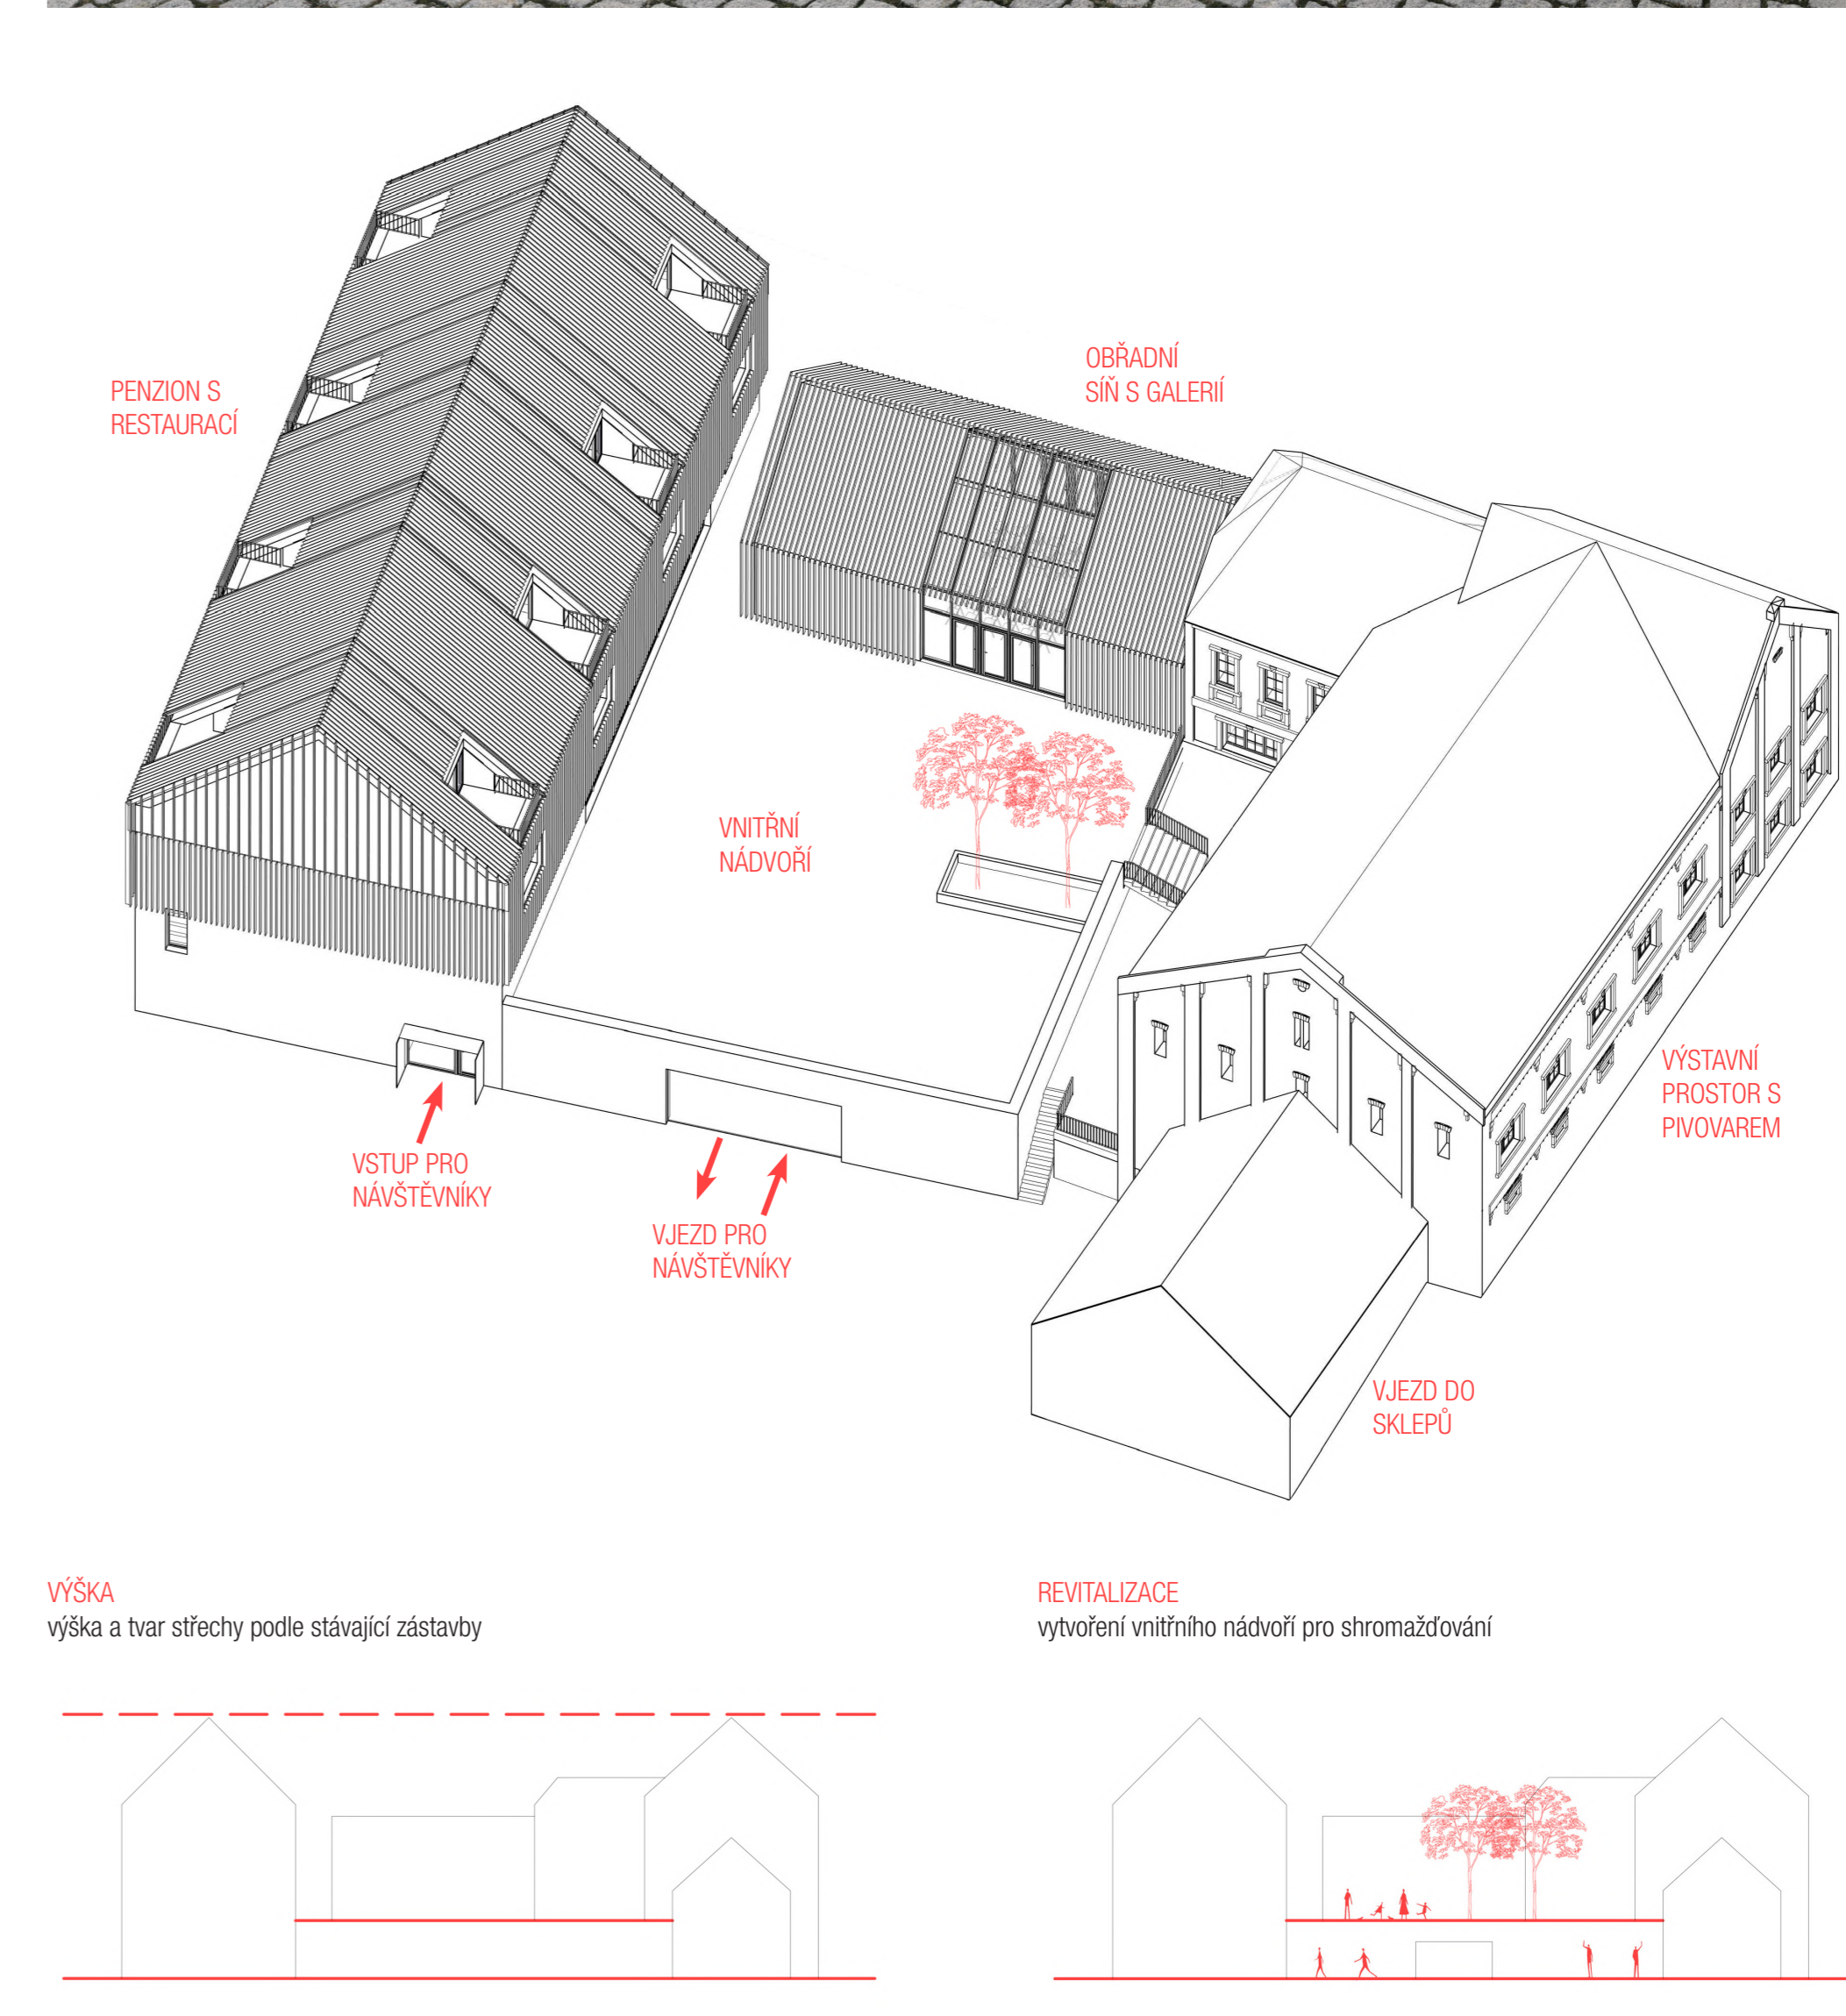 OBŘADNÍ
SÍŇ S GALERIÍ
PENZION S
RESTAURACÍ
VNITŘNÍ
NÁDVOŘÍ
VÝSTAVNÍ
PROSTOR S
PIVOVAREM
VSTUP PRO
NÁVŠTĚVNÍKY
VJEZD PRO
NÁVŠTĚVNÍKY
VJEZD DO
SKLEPŮ
VÝŠKA
výška a tvar střechy podle stávající zástavby
REVITALIZACE
vytvoření vnitřního nádvoří pro shromažďování